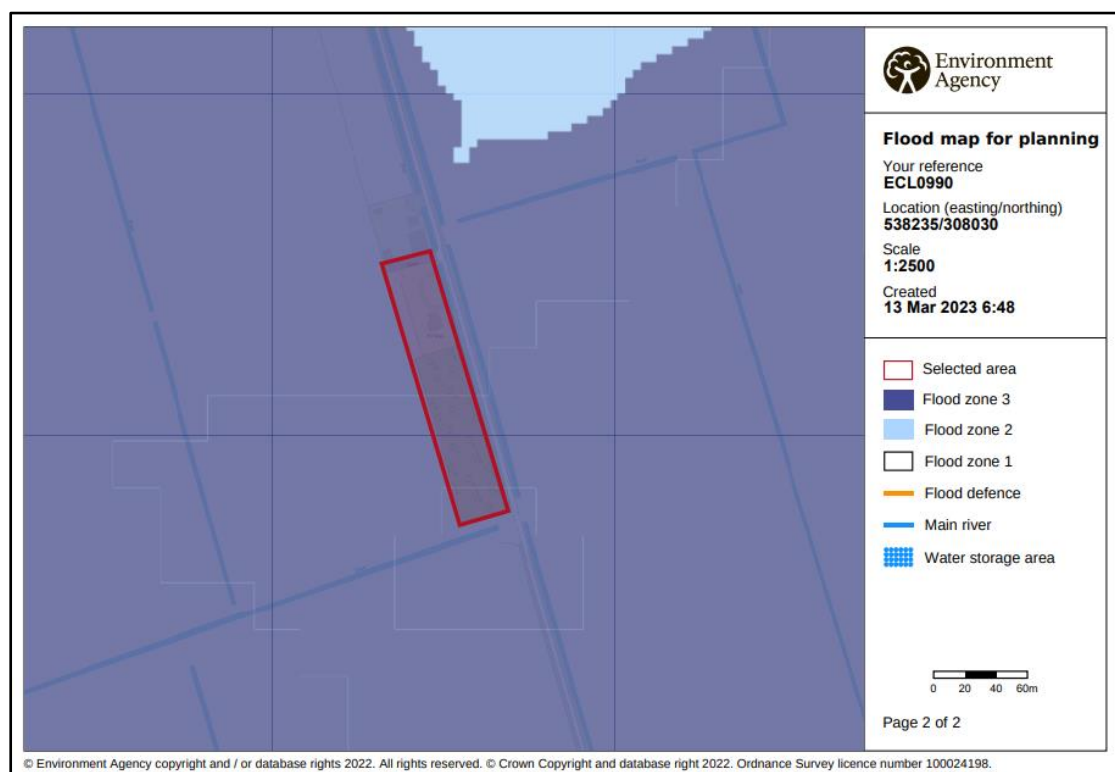 Environment
Agency
Flood map for planning
Your reference
ECL0990
Location (easting/northing)
538235/308030
Scale
1:2500
Created
13 Mar 2023 6:48
Selected area
Flood zone 3
Flood zone 2
Flood zone 1
Flood defence
Main river
Water storage area
0 20 40 60m
Page 2 of 2
© Environment Agency copyright and / or database rights 2022. All rights reserved. © Crown Copyright and database right 2022. Ordnance Survey licence number 100024198.